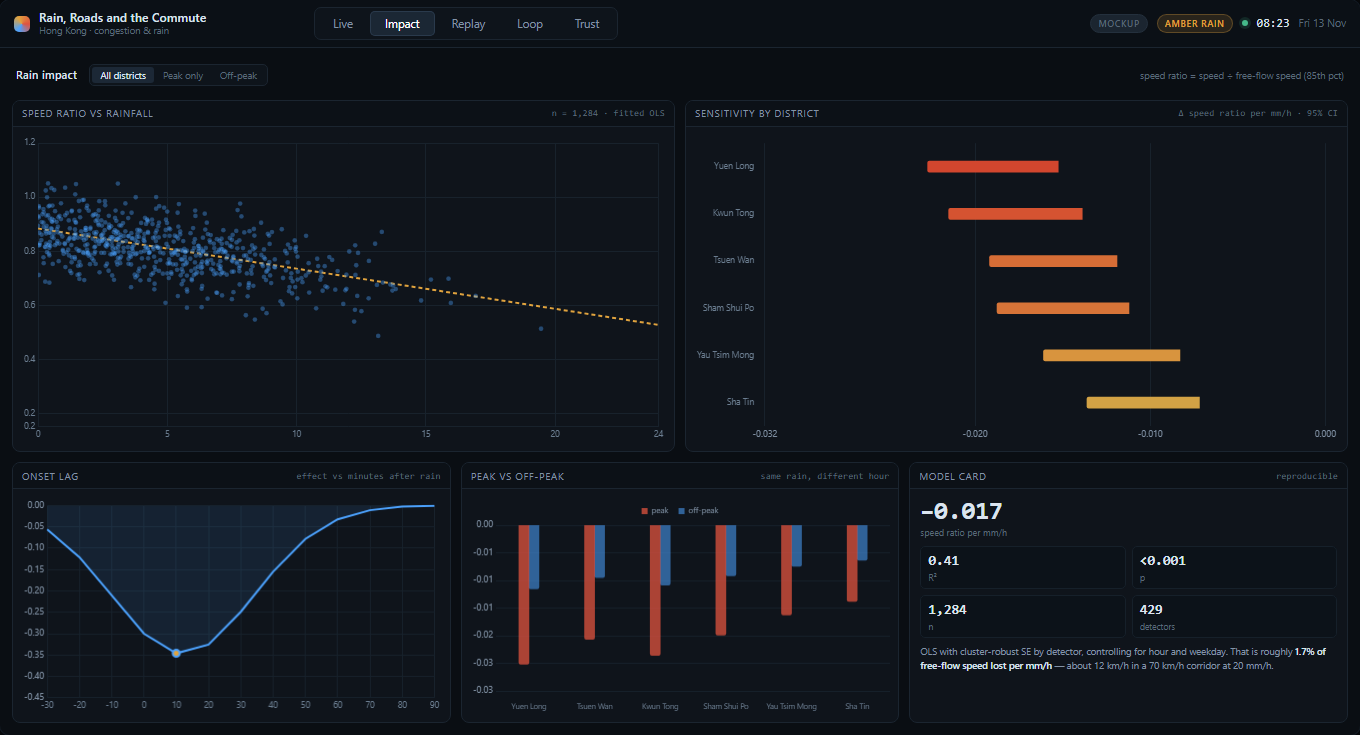 Rain, Roads and the Commute
Hong Kong · congestion & rain
Live Impact Replay Loop Trust
MOCKUP AMBER RAIN 08:23 Fri 13 Nov
Rain impact All districts Peak only Off-peak
speed ratio = speed ÷ free-flow speed (85th pct)
SPEED RATIO VS RAINFALL n = 1,284 · fitted OLS
1.2
1.0
0.8
0.6
0.4
0.2
0.2
0 5 10 15 20 24
SENSITIVITY BY DISTRICT Δ speed ratio per mm/h · 95% CI
Yuen Long
Kwun Tong
Tsuen Wan
Sham Shui Po
Yau Tsim Mong
Sha Tin
-0.032 -0.020 -0.010 0.000
ONSET LAG effect vs minutes after rain
0.00
-0.05
-0.10
-0.15
-0.20
-0.25
-0.30
-0.35
-0.40
-0.45
-30 -20 -10 0 10 20 30 40 50 60 70 80 90
PEAK VS OFF-PEAK same rain, different hour
peak off-peak
0.00
-0.01
-0.01
-0.01
-0.02
-0.03
-0.03
Yuen Long Tsuen Wan Kwun Tong Sham Shui Po Yau Tsim Mong Sha Tin
MODEL CARD reproducible
−0.017
speed ratio per mm/h
0.41
R²
<0.001
p
1,284
n
429
detectors
OLS with cluster-robust SE by detector, controlling for hour and weekday. That is roughly 1.7% of
free-flow speed lost per mm/h — about 12 km/h in a 70 km/h corridor at 20 mm/h.